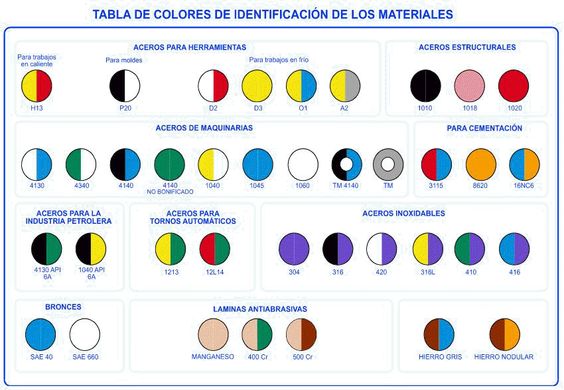 TABLA DE COLORES DE IDENTIFICACIÓN DE LOS MATERIALES
ACEROS PARA HERRAMIENTAS
Para trabajos
en caliente
Para moldes
Para trabajos en frío
H13
P20
D2
D3
O1
A2
ACEROS ESTRUCTURALES
1010
1018
1020
ACEROS DE MAQUINARIAS
4130
4340
4140
4140
NO BONIFICADO
1040
1045
1060
TM 4140
TM
PARA CEMENTACIÓN
3115
8620
16NC6
ACEROS PARA LA
INDUSTRIA PETROLERA
4130 API
6A
1040 API
6A
ACEROS PARA
TORNOS AUTOMÁTICOS
1213
12L14
ACEROS INOXIDABLES
304
316
420
316L
410
416
BRONCES
SAE 40
SAE 660
LAMINAS ANTIABRASIVAS
MANGANESO
400 Cr
500 Cr
HIERRO GRIS
HIERRO NODULAR